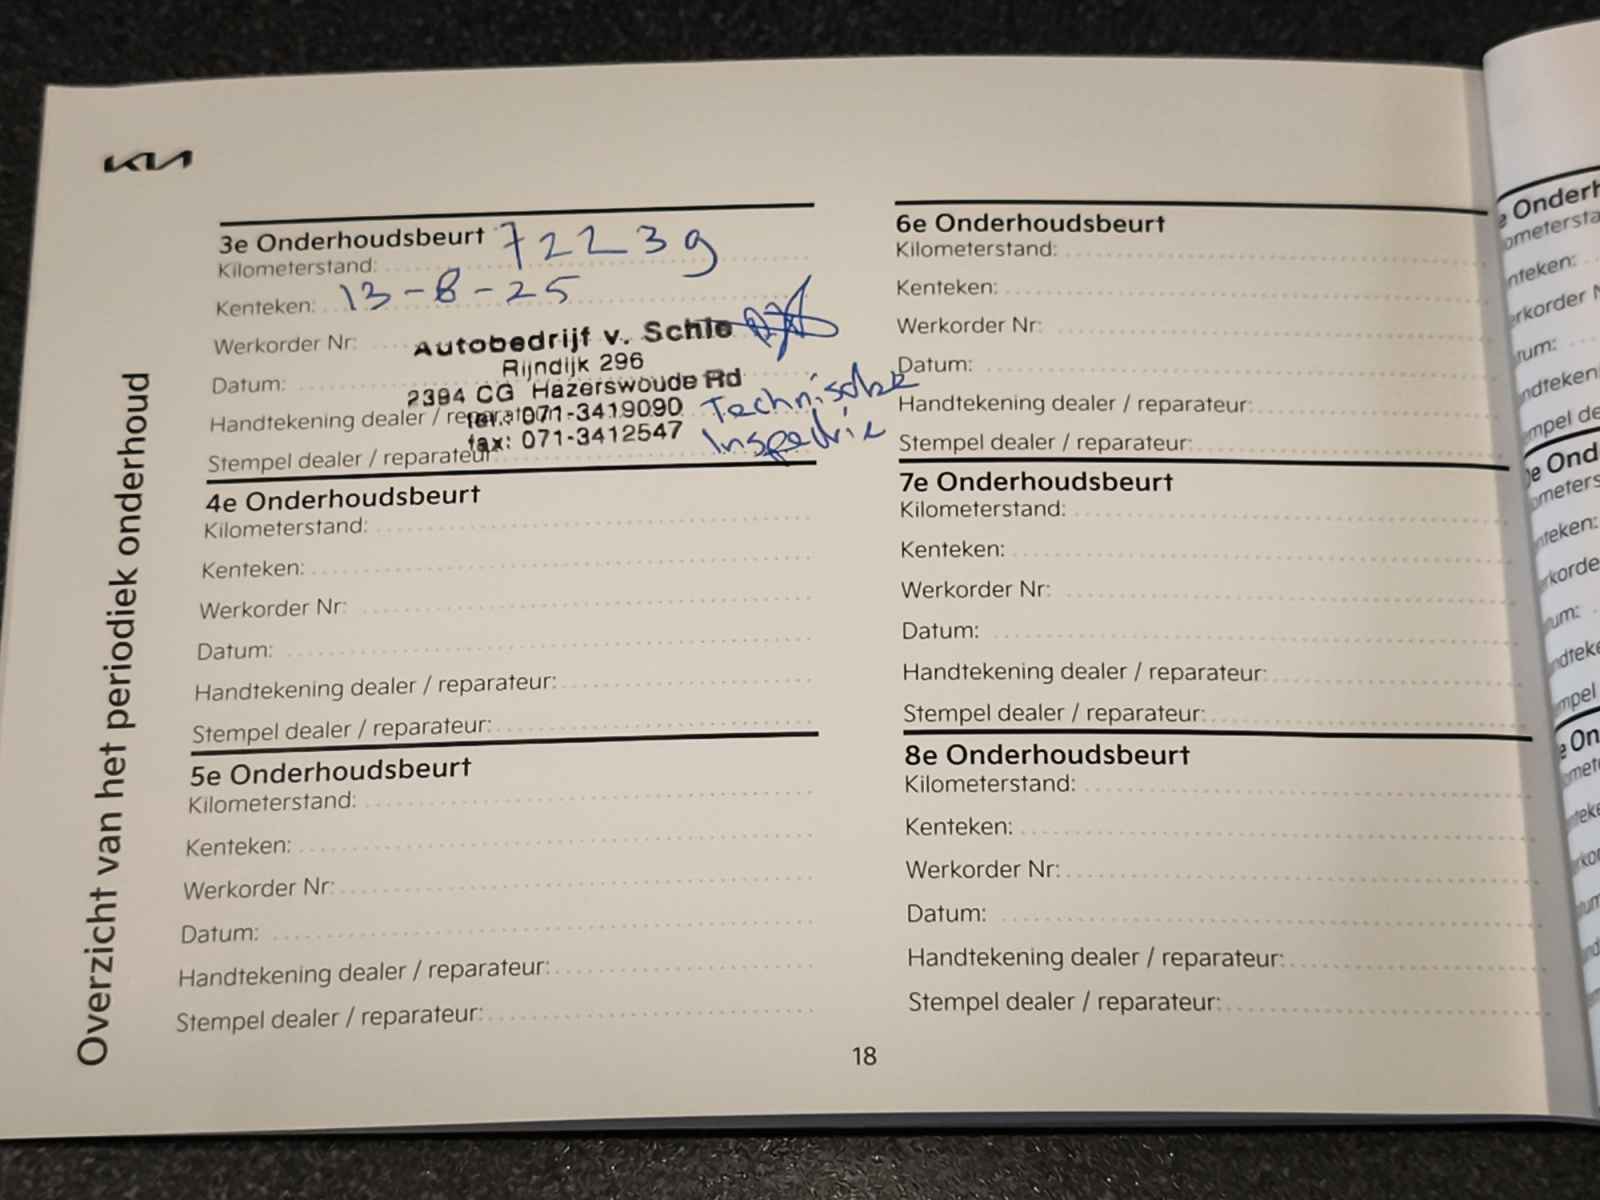 KIA
Overzicht van het periodiek onderhoud
3e Onderhoudsbeurt
Kilometerstand: 72239
Kenteken: 13-8-25
Werkorder Nr:
Autobedrijf v. Schie
Rijndijk 296
Datum:
2394 CG Hazerswoude Rd
Handtekening dealer / reparateur:
tel.: 071-3419090
Technische
fax: 071-3412547
Inspectie
Stempel dealer / reparateur:
4e Onderhoudsbeurt
Kilometerstand:
Kenteken:
Werkorder Nr:
Datum:
Handtekening dealer / reparateur:
Stempel dealer / reparateur:
5e Onderhoudsbeurt
Kilometerstand:
Kenteken:
Werkorder Nr:
Datum:
Handtekening dealer / reparateur:
Stempel dealer / reparateur:
6e Onderhoudsbeurt
Kilometerstand:
Kenteken:
Werkorder Nr:
Datum:
Handtekening dealer / reparateur:
Stempel dealer / reparateur:
7e Onderhoudsbeurt
Kilometerstand:
Kenteken:
Werkorder Nr:
Datum:
Handtekening dealer / reparateur:
Stempel dealer / reparateur:
8e Onderhoudsbeurt
Kilometerstand:
Kenteken:
Werkorder Nr:
Datum:
Handtekening dealer / reparateur:
Stempel dealer / reparateur:
18